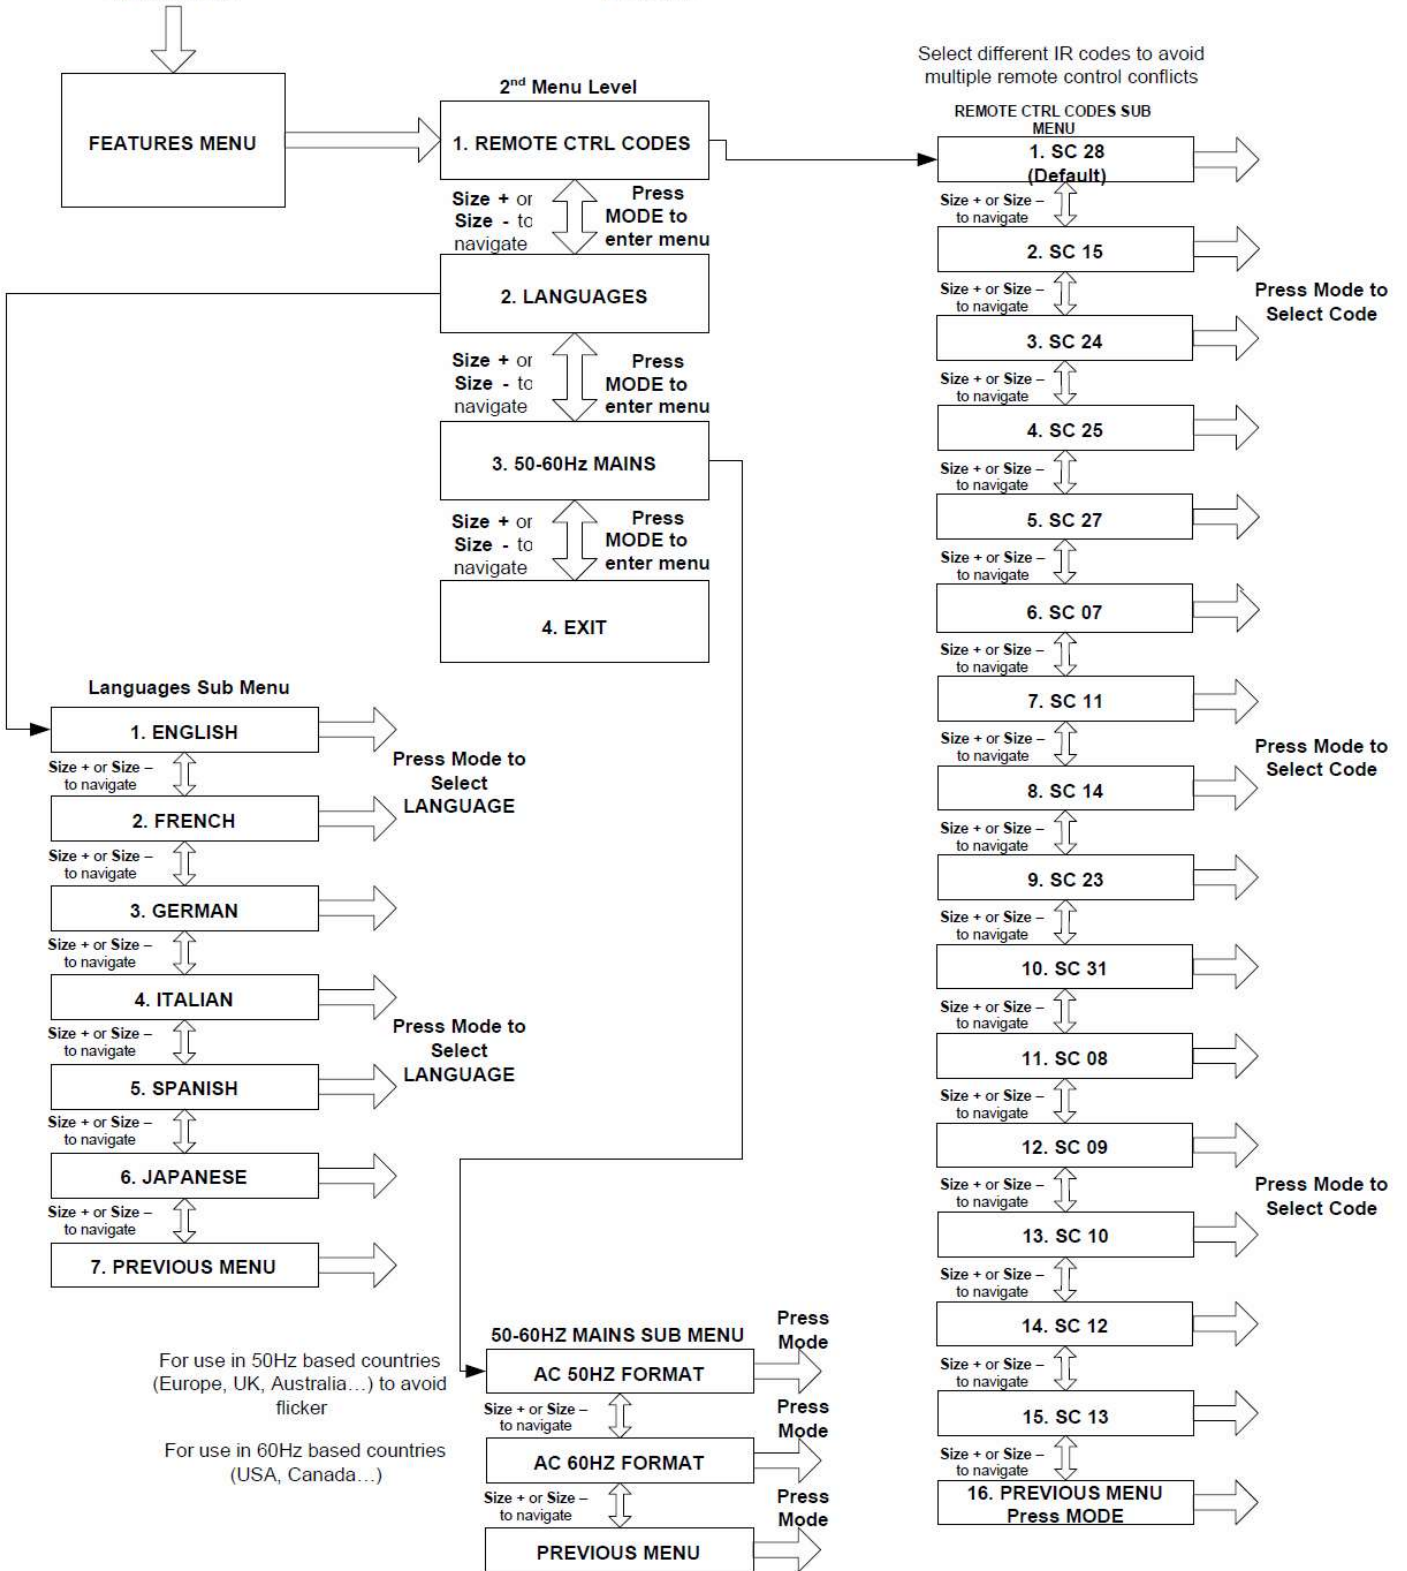 FEATURES MENU
2nd Menu Level
1. REMOTE CTRL CODES
Size + or
Size - to
navigate
Press
MODE to
enter menu
2. LANGUAGES
Size + or
Size - to
navigate
Press
MODE to
enter menu
3. 50-60Hz MAINS
Size + or
Size - to
navigate
Press
MODE to
enter menu
4. EXIT
Languages Sub Menu
1. ENGLISH
Size + or Size –
to navigate
2. FRENCH
Size + or Size –
to navigate
3. GERMAN
Size + or Size –
to navigate
4. ITALIAN
Size + or Size –
to navigate
5. SPANISH
Size + or Size –
to navigate
6. JAPANESE
Size + or Size –
to navigate
7. PREVIOUS MENU
Press Mode to
Select
LANGUAGE
Press Mode to
Select
LANGUAGE
For use in 50Hz based countries
(Europe, UK, Australia…) to avoid
flicker
For use in 60Hz based countries
(USA, Canada…)
50-60HZ MAINS SUB MENU
AC 50HZ FORMAT
Press
Mode
Size + or Size –
to navigate
AC 60HZ FORMAT
Press
Mode
Size + or Size –
to navigate
PREVIOUS MENU
Press
Mode
Select different IR codes to avoid
multiple remote control conflicts
REMOTE CTRL CODES SUB
MENU
1. SC 28
(Default)
Size + or Size –
to navigate
2. SC 15
Size + or Size –
to navigate
3. SC 24
Size + or Size –
to navigate
4. SC 25
Size + or Size –
to navigate
5. SC 27
Size + or Size –
to navigate
6. SC 07
Size + or Size –
to navigate
7. SC 11
Size + or Size –
to navigate
8. SC 14
Size + or Size –
to navigate
9. SC 23
Size + or Size –
to navigate
10. SC 31
Size + or Size –
to navigate
11. SC 08
Size + or Size –
to navigate
12. SC 09
Size + or Size –
to navigate
13. SC 10
Size + or Size –
to navigate
14. SC 12
Size + or Size –
to navigate
15. SC 13
Size + or Size –
to navigate
16. PREVIOUS MENU
Press MODE
Press Mode to
Select Code
Press Mode to
Select Code
Press Mode to
Select Code